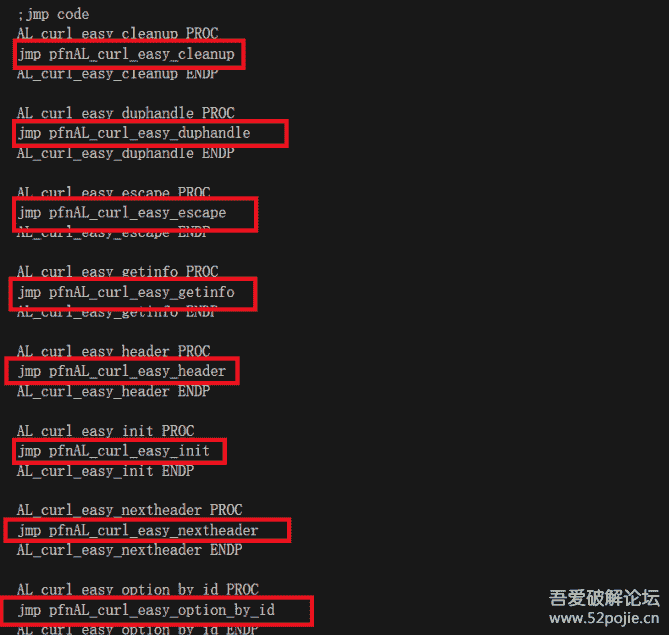 ;jmp code
AL_curl_easy_cleanup PROC
jmp pfnAL_curl_easy_cleanup
AL_curl_easy_cleanup ENDP
AL_curl_easy_duphandle PROC
jmp pfnAL_curl_easy_duphandle
AL_curl_easy_duphandle ENDP
AL_curl_easy_escape PROC
jmp pfnAL_curl_easy_escape
AL_curl_easy_escape ENDP
AL_curl_easy_getinfo PROC
jmp pfnAL_curl_easy_getinfo
AL_curl_easy_getinfo ENDP
AL_curl_easy_header PROC
jmp pfnAL_curl_easy_header
AL_curl_easy_header ENDP
AL_curl_easy_init PROC
jmp pfnAL_curl_easy_init
AL_curl_easy_init ENDP
AL_curl_easy_nextheader PROC
jmp pfnAL_curl_easy_nextheader
AL_curl_easy_nextheader ENDP
AL_curl_easy_option_by_id PROC
jmp pfnAL_curl_easy_option_by_id
AL_curl_easy_option_by_id ENDP
吾爱破解论坛
www.52pojie.cn